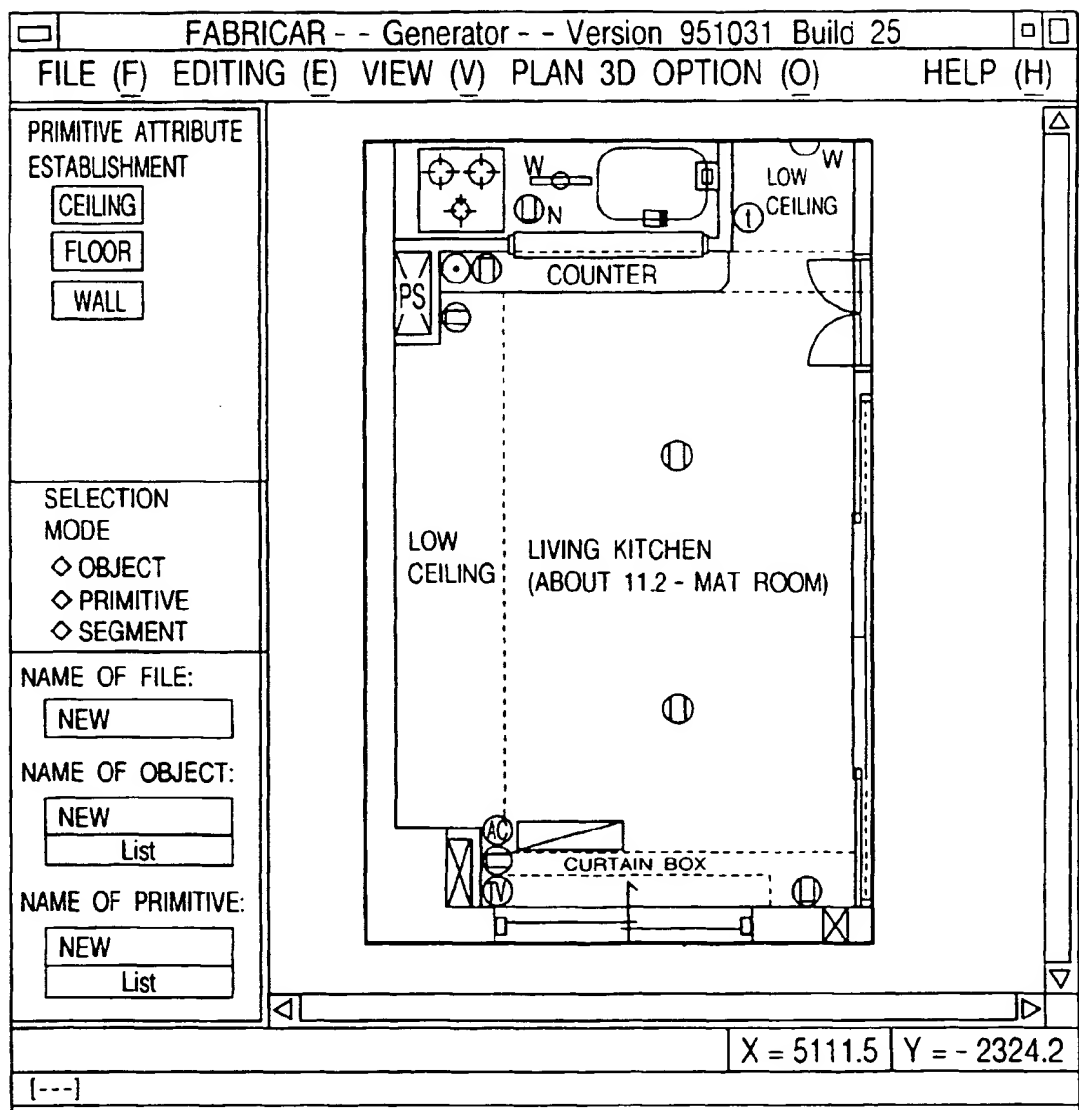 FABRICAR - - Generator - - Version 951031 Build 25
FILE (F) EDITING (E) VIEW (V) PLAN 3D OPTION (O) HELP (H)
PRIMITIVE ATTRIBUTE
ESTABLISHMENT
CEILING
FLOOR
WALL
SELECTION
MODE
OBJECT
PRIMITIVE
SEGMENT
NAME OF FILE:
NEW
NAME OF OBJECT:
NEW
List
NAME OF PRIMITIVE:
NEW
List
W
N
W
LOW
CEILING
t
COUNTER
PS
LOW
CEILING
LIVING KITCHEN
(ABOUT 11.2 - MAT ROOM)
AC
CURTAIN BOX
TV
X = 5111.5
Y = - 2324.2
[---]